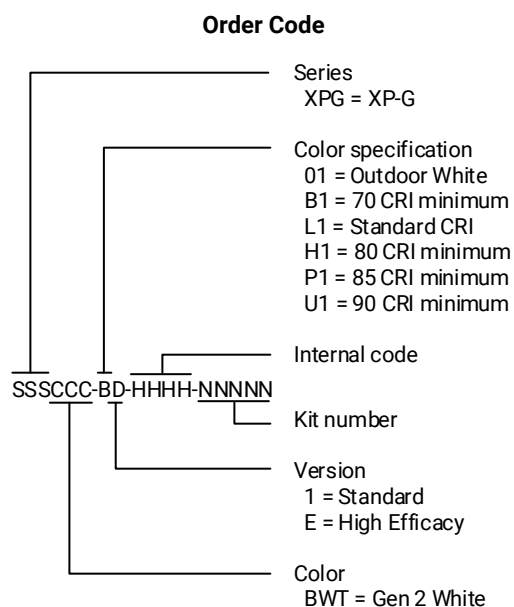 Order Code
Series
XPG = XP-G
Color specification
01 = Outdoor White
B1 = 70 CRI minimum
L1 = Standard CRI
H1 = 80 CRI minimum
P1 = 85 CRI minimum
U1 = 90 CRI minimum
Internal code
SSSCCC-BD-HHHH-NNNNN
Kit number
Version
1 = Standard
E = High Efficacy
Color
BWT = Gen 2 White